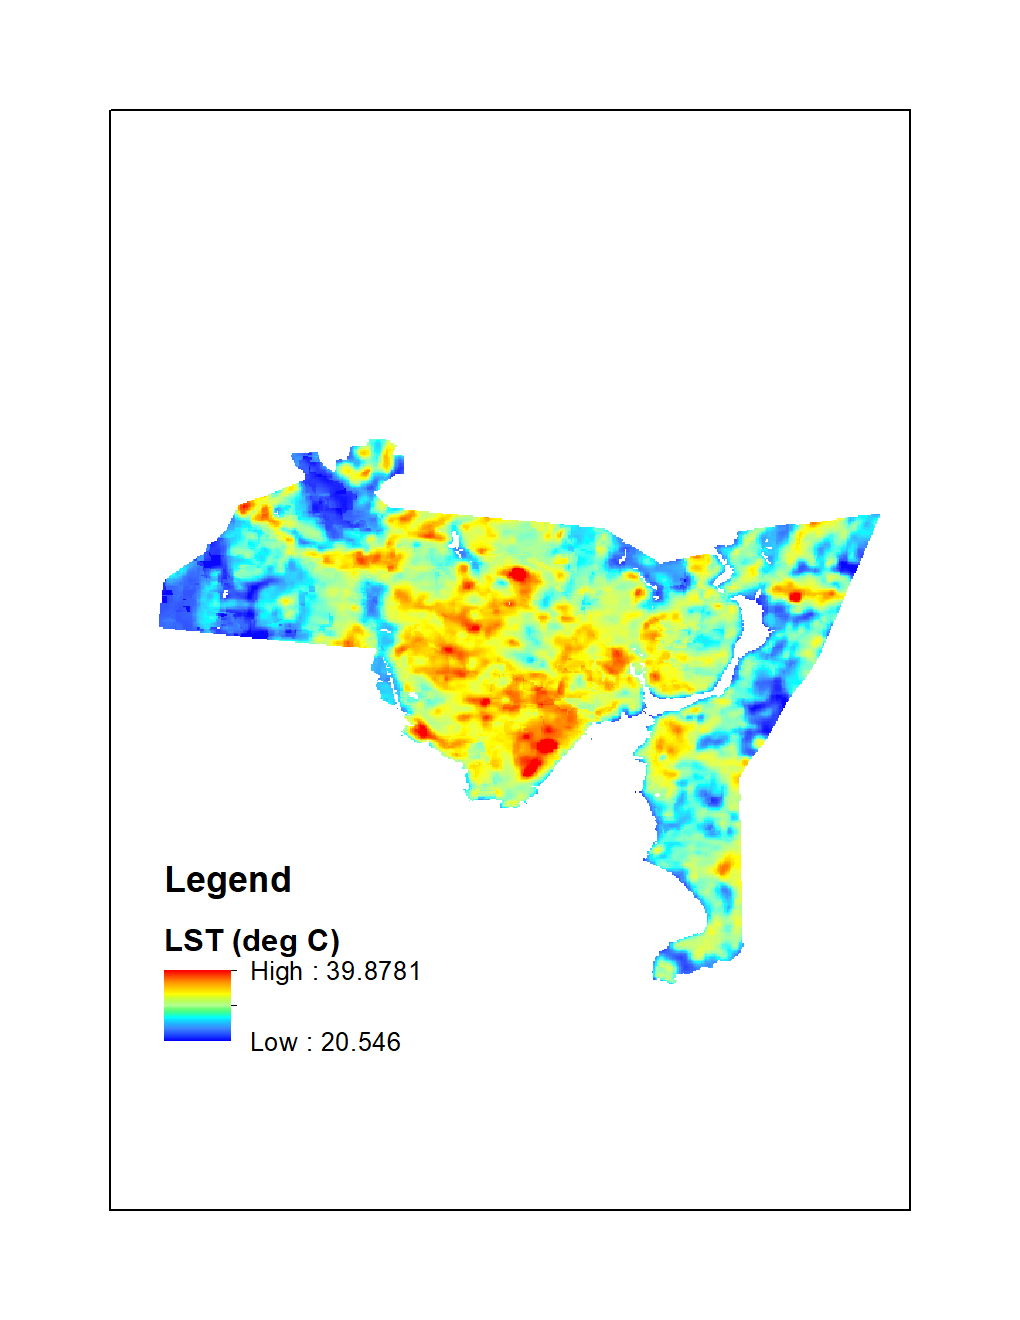 Legend
LST (deg C)
High : 39.8781
Low : 20.546